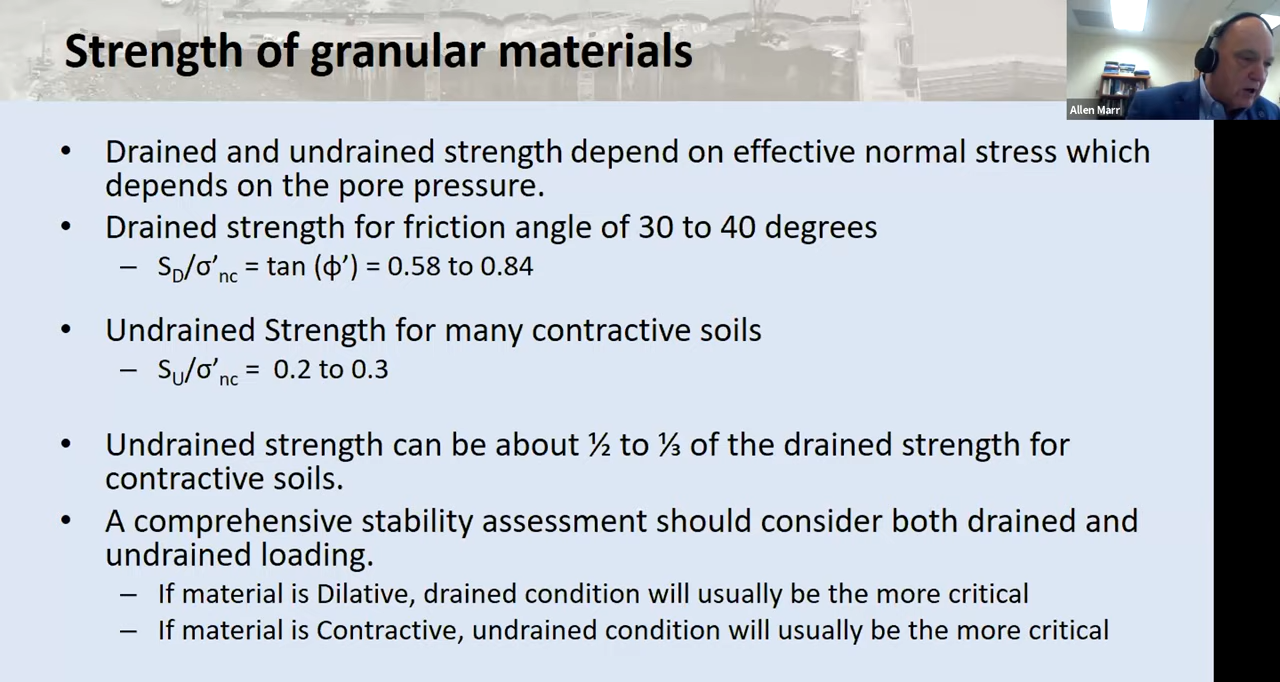 Strength of granular materials
Allen Marr
• Drained and undrained strength depend on effective normal stress which
depends on the pore pressure.
• Drained strength for friction angle of 30 to 40 degrees
– S_D/σ'_nc = tan (ϕ') = 0.58 to 0.84
• Undrained Strength for many contractive soils
– S_U/σ'_nc = 0.2 to 0.3
• Undrained strength can be about ½ to ⅓ of the drained strength for
contractive soils.
• A comprehensive stability assessment should consider both drained and
undrained loading.
– If material is Dilative, drained condition will usually be the more critical
– If material is Contractive, undrained condition will usually be the more critical